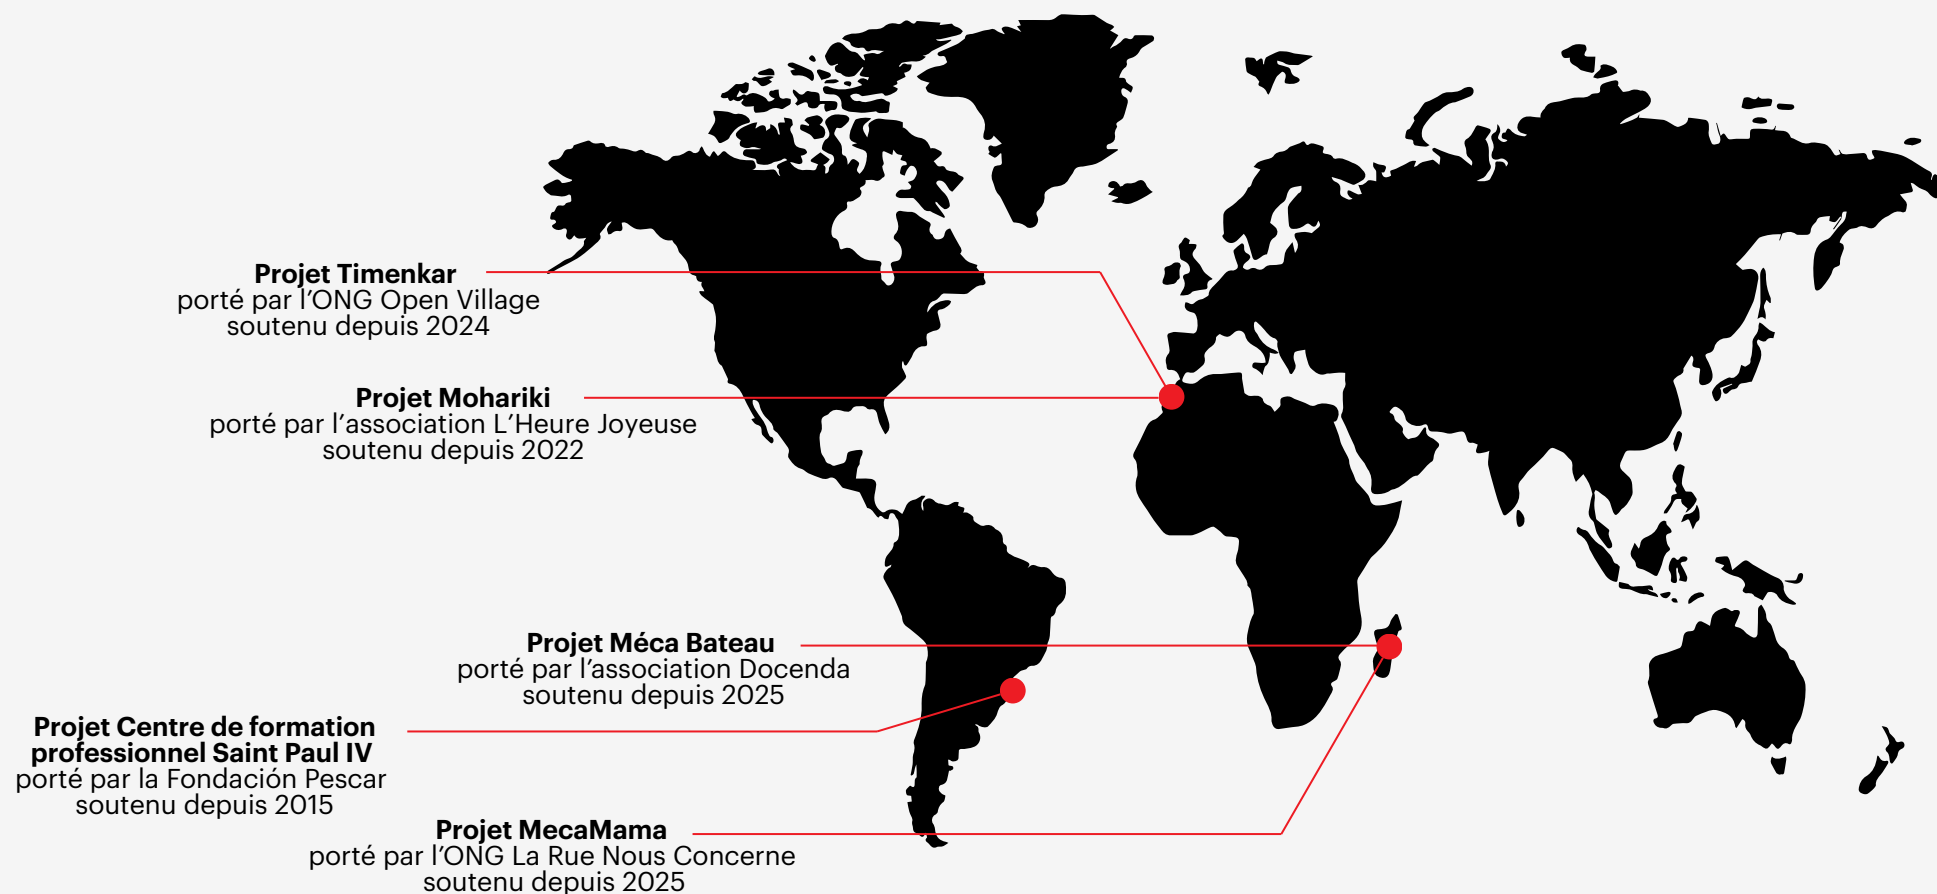 Projet Timenkar
porté par l'ONG Open Village
soutenu depuis 2024
Projet Mohariki
porté par l'association L'Heure Joyeuse
soutenu depuis 2022
Projet Méca Bateau
porté par l'association Docenda
soutenu depuis 2025
Projet Centre de formation
professionnel Saint Paul IV
porté par la Fondación Pescar
soutenu depuis 2015
Projet MecaMama
porté par l'ONG La Rue Nous Concerne
soutenu depuis 2025